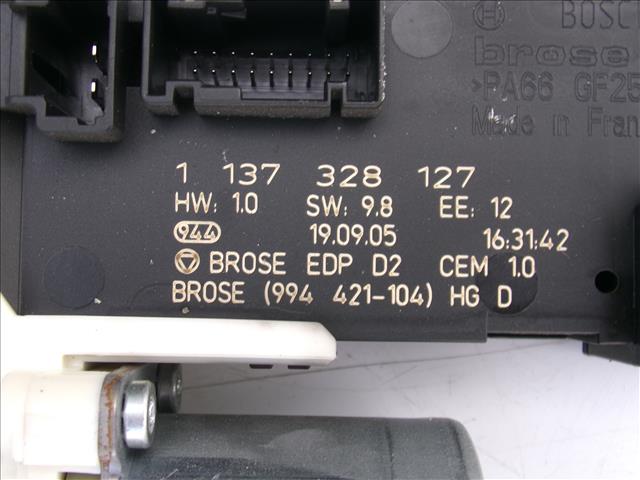 BOSC
brose
>PA66 GF25
Made in Fran
1 137 328 127
HW: 1.0 SW: 9.8 EE: 12
944 19.09.05 16:31:42
BROSE EDP D2 CEM 1.0
BROSE (994 421-104) HG D